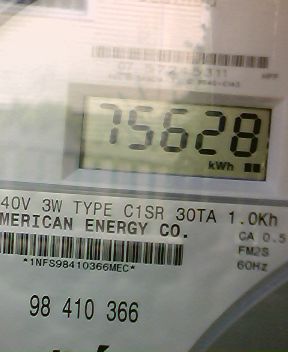 75628
kWh
40V 3W TYPE C1SR 30TA 1.0Kh
MERICAN ENERGY CO.
CA 0.5
FM2S
60Hz
*1NFS98410366MEC*
98 410 366